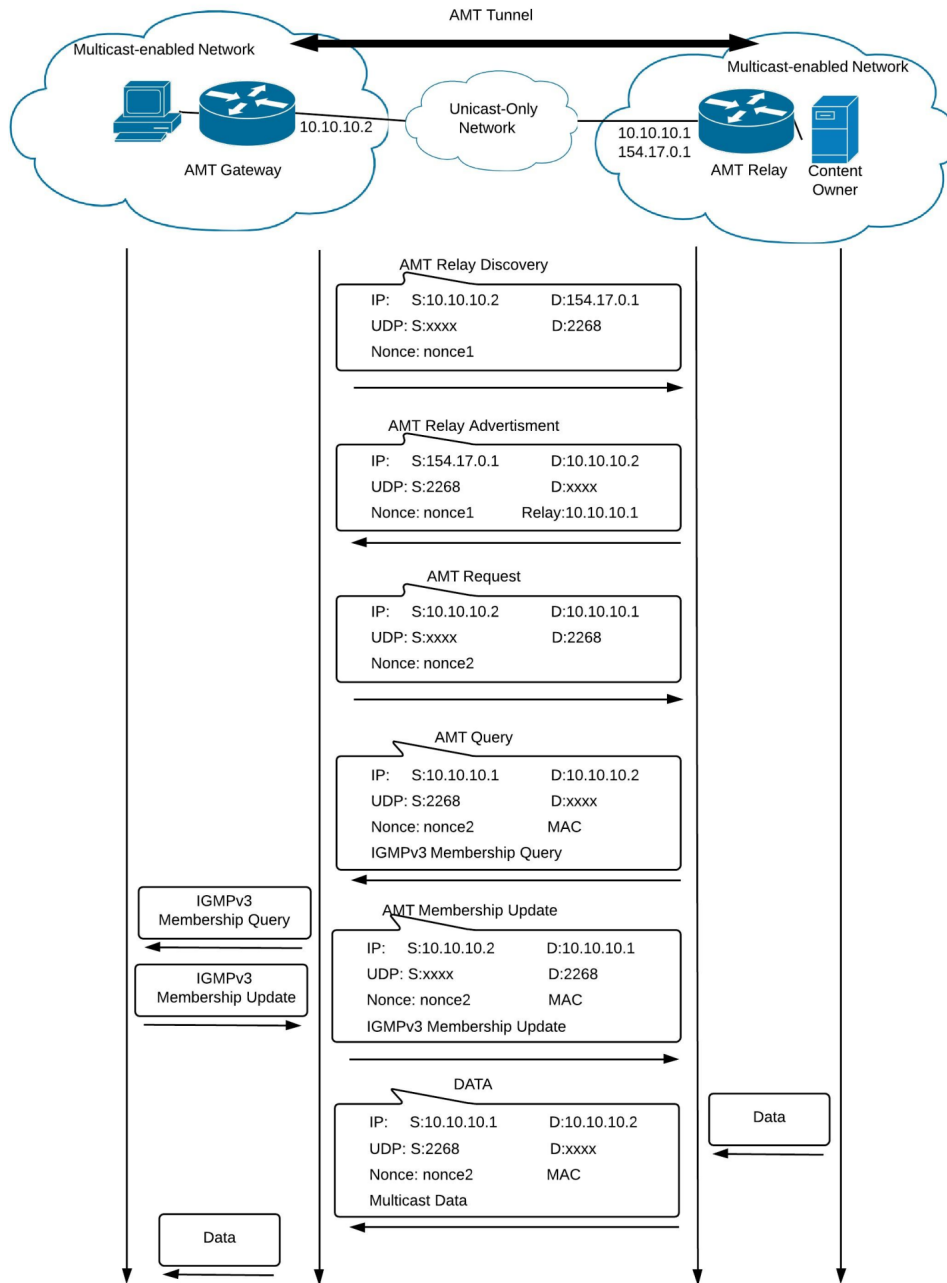 AMT Tunnel
Multicast-enabled Network
Multicast-enabled Network
Unicast-Only
Network
10.10.10.2
10.10.10.1
154.17.0.1
AMT Gateway
AMT Relay
Content
Owner
AMT Relay Discovery
IP: S:10.10.10.2 D:154.17.0.1
UDP: S:xxxx D:2268
Nonce: nonce1
AMT Relay Advertisment
IP: S:154.17.0.1 D:10.10.10.2
UDP: S:2268 D:xxxx
Nonce: nonce1 Relay:10.10.10.1
AMT Request
IP: S:10.10.10.2 D:10.10.10.1
UDP: S:xxxx D:2268
Nonce: nonce2
AMT Query
IP: S:10.10.10.1 D:10.10.10.2
UDP: S:2268 D:xxxx
Nonce: nonce2 MAC
IGMPv3 Membership Query
IGMPv3
Membership Query
IGMPv3
Membership Update
AMT Membership Update
IP: S:10.10.10.2 D:10.10.10.1
UDP: S:xxxx D:2268
Nonce: nonce2 MAC
IGMPv3 Membership Update
DATA
IP: S:10.10.10.1 D:10.10.10.2
UDP: S:2268 D:xxxx
Nonce: nonce2 MAC
Multicast Data
Data
Data